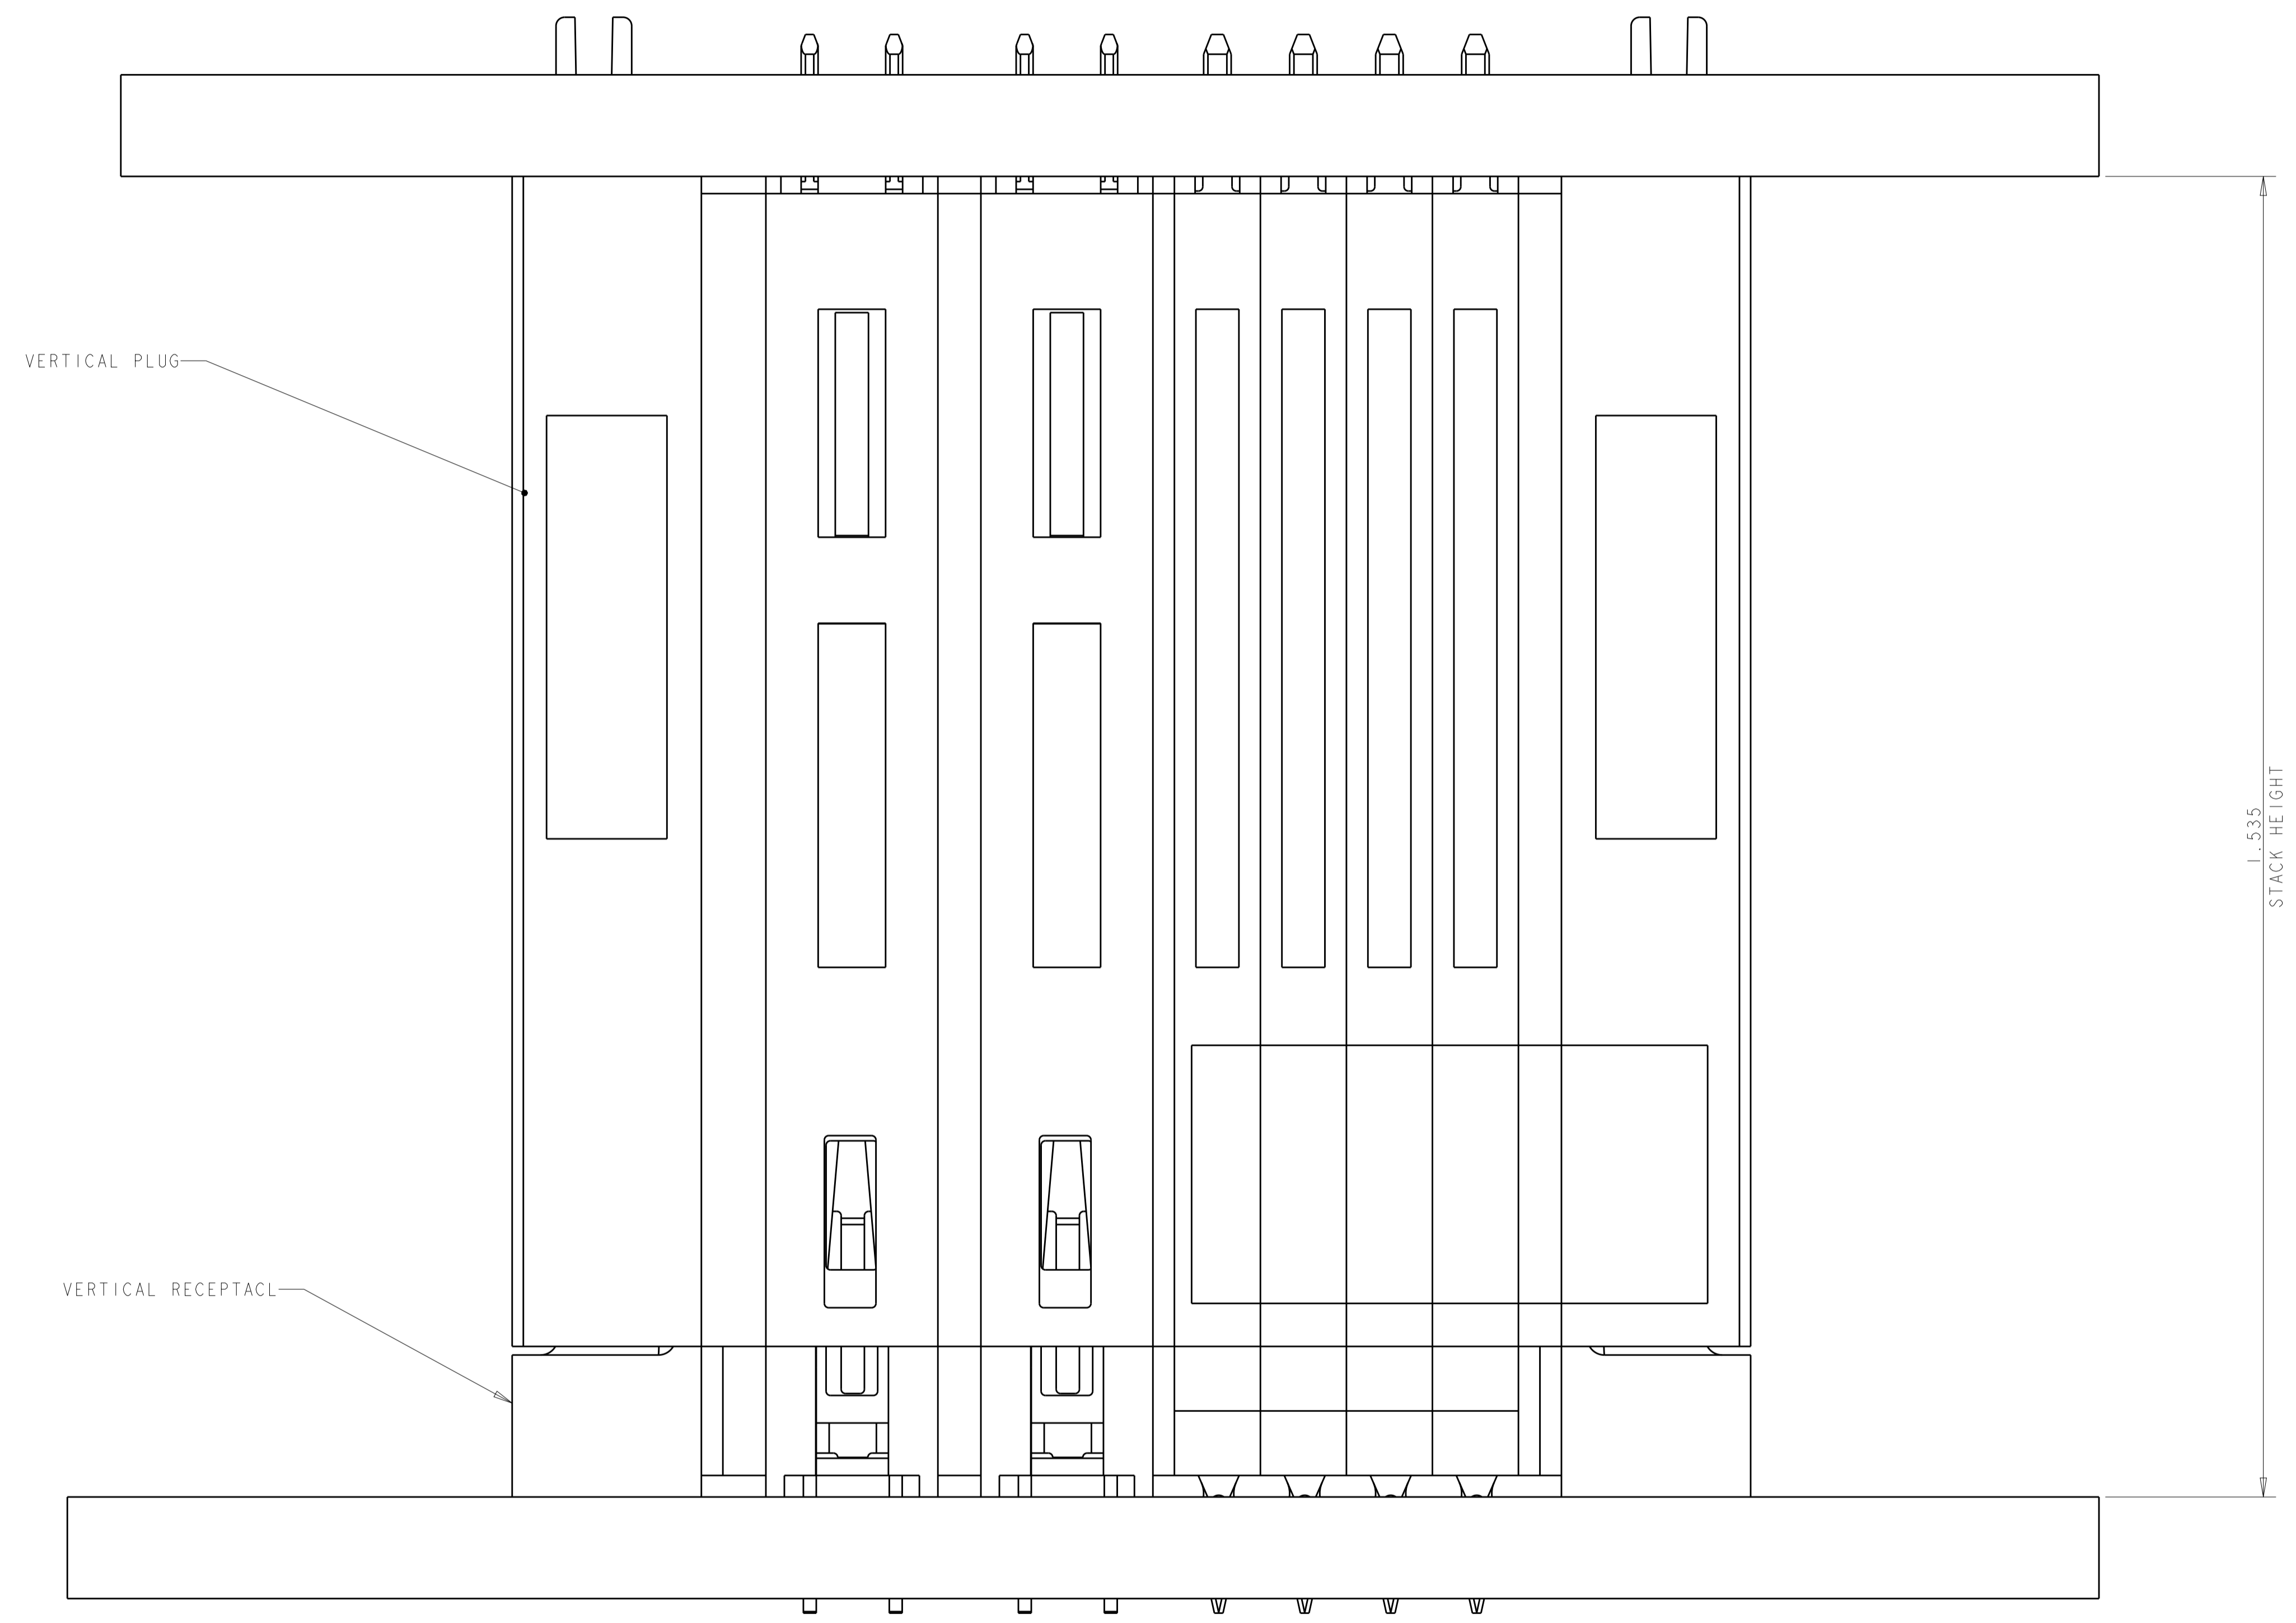 VERTICAL PLUG
1.535
STACK HEIGHT
VERTICAL RECEPTACL